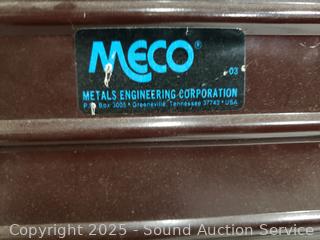 MECO®
03
METALS ENGINEERING CORPORATION
P.O. Box 3005 • Greeneville, Tennessee 37743 • USA
Copyright 2025 - Sound Auction Service